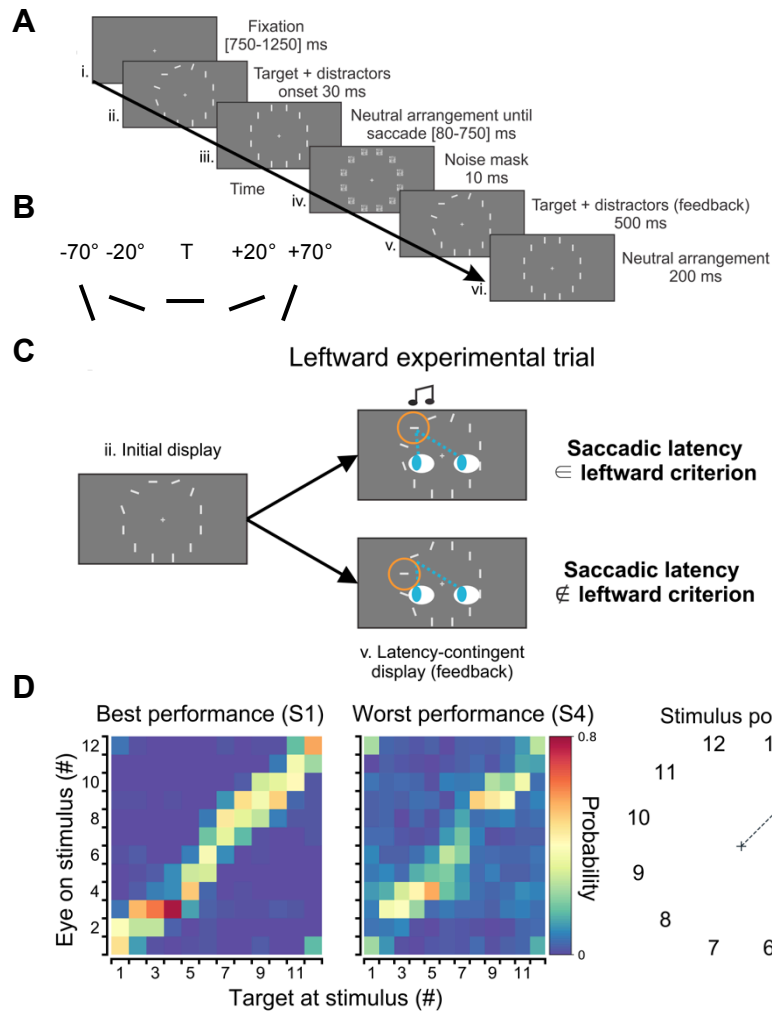 A
Fixation
[750-1250] ms
i.
Target + distractors
onset 30 ms
ii.
Neutral arrangement until
saccade [80-750] ms
iii.
Noise mask
10 ms
iv.
Time
Target + distractors (feedback)
500 ms
v.
Neutral arrangement
200 ms
vi.
B
-70° -20° T +20° +70°
C
Leftward experimental trial
ii. Initial display
Saccadic latency
∈ leftward criterion
Saccadic latency
∉ leftward criterion
v. Latency-contingent
display (feedback)
D
Best performance (S1)
Worst performance (S4)
Stimulus po
Eye on stimulus (#)
12
10
8
6
4
2
1 3 5 7 9 11
1 3 5 7 9 11
Target at stimulus (#)
0.8
Probability
0
12 1
11
10
9
8
7 6